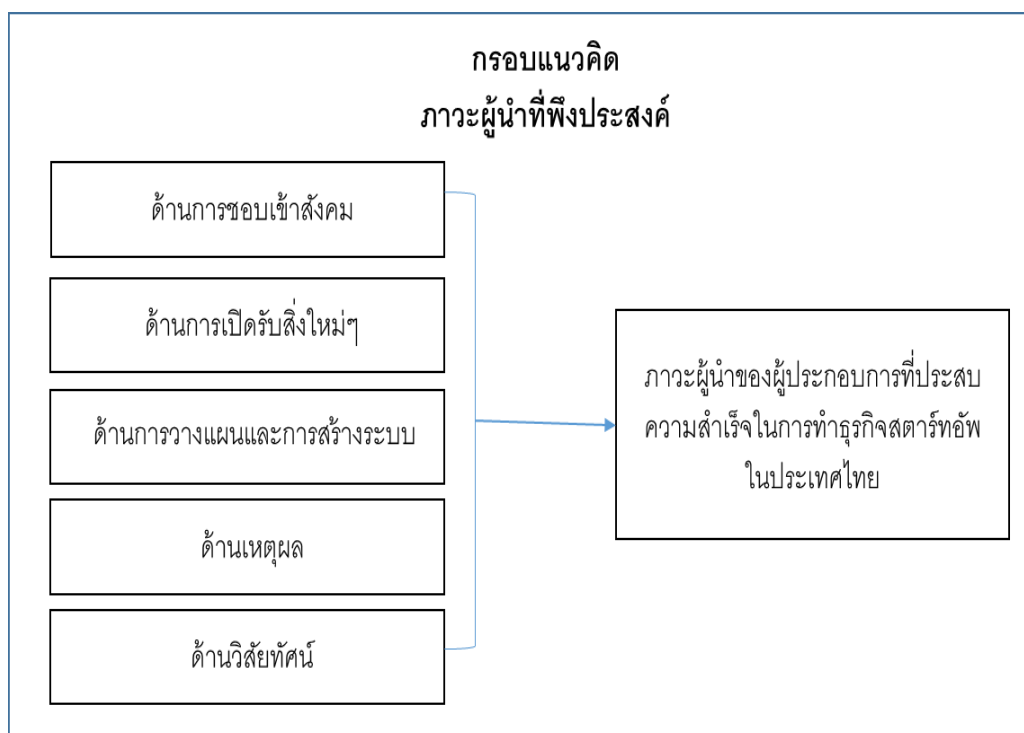 กรอบแนวคิด
ภาวะผู้นำที่พึงประสงค์
ด้านการชอบเข้าสังคม
ด้านการเปิดรับสิ่งใหม่ๆ
ด้านการวางแผนและการสร้างระบบ
ด้านเหตุผล
ด้านวิสัยทัศน์
ภาวะผู้นำของผู้ประกอบการที่ประสบ
ความสำเร็จในการทำธุรกิจสตาร์ทอัพ
ในประเทศไทย